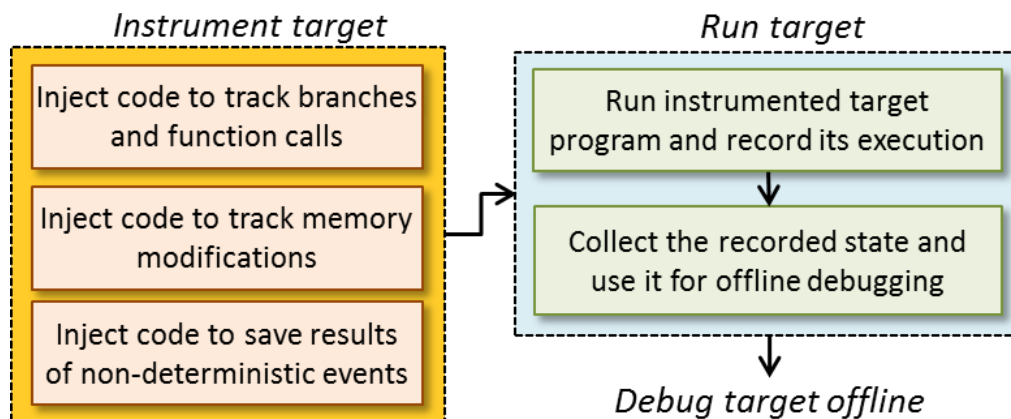 Instrument target
Inject code to track branches
and function calls
Inject code to track memory
modifications
Inject code to save results
of non-deterministic events
Run target
Run instrumented target
program and record its execution
Collect the recorded state and
use it for offline debugging
Debug target offline